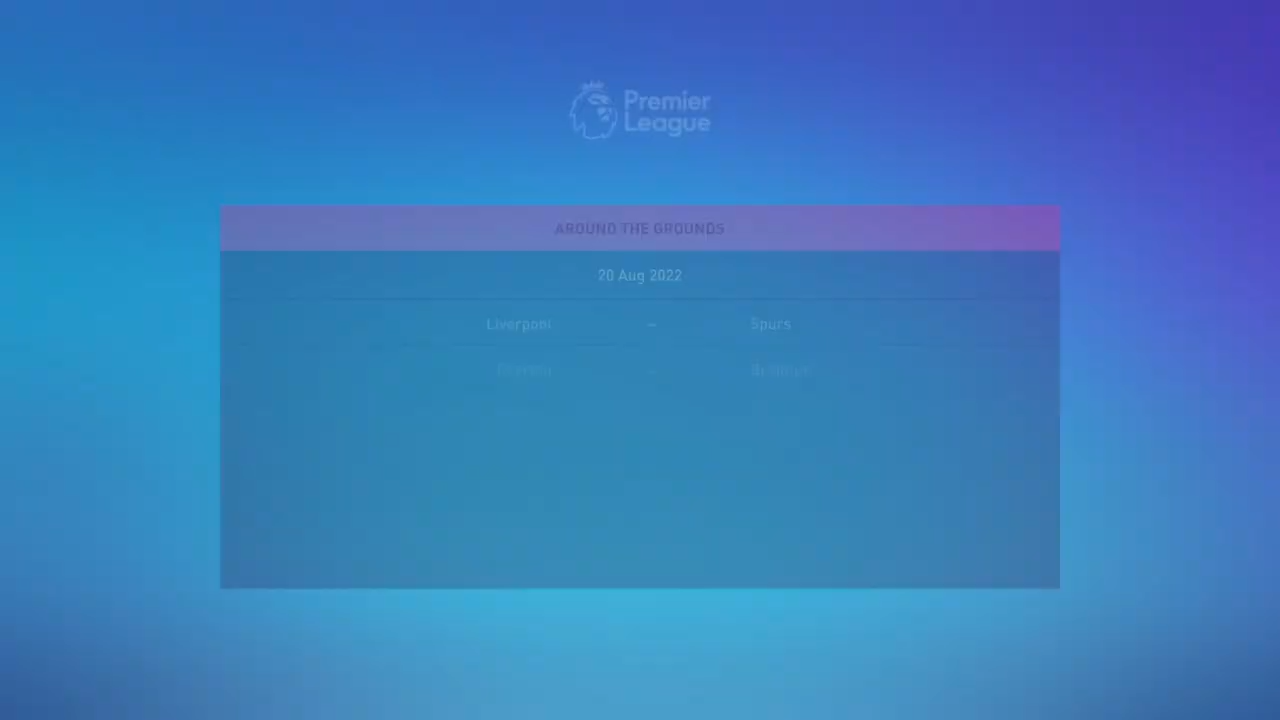 Premier
League
AROUND THE GROUNDS
20 Aug 2022
Liverpool – Spurs
-